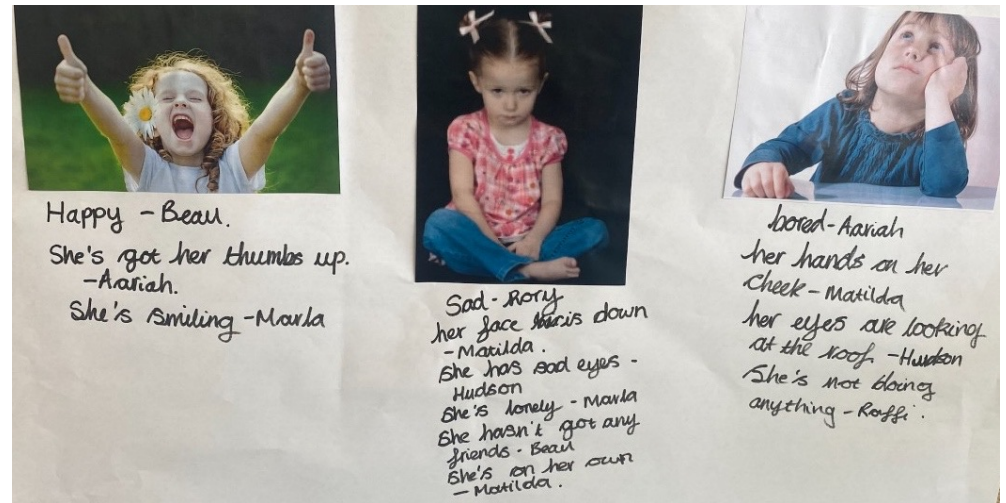 Happy - Beau.
She's got her thumbs up.
- Aariah.
She's smiling - Marla
Sad - Rory
her face is down
- Matilda.
She has sad eyes -
Hudson
She's lonely - Marla
She hasn't got any
friends - Beau
She's on her own
- Matilda.
bored - Aariah
her hands on her
cheek - Matilda
her eyes are looking
at the roof - Hudson
She's not doing
anything - Raffi.